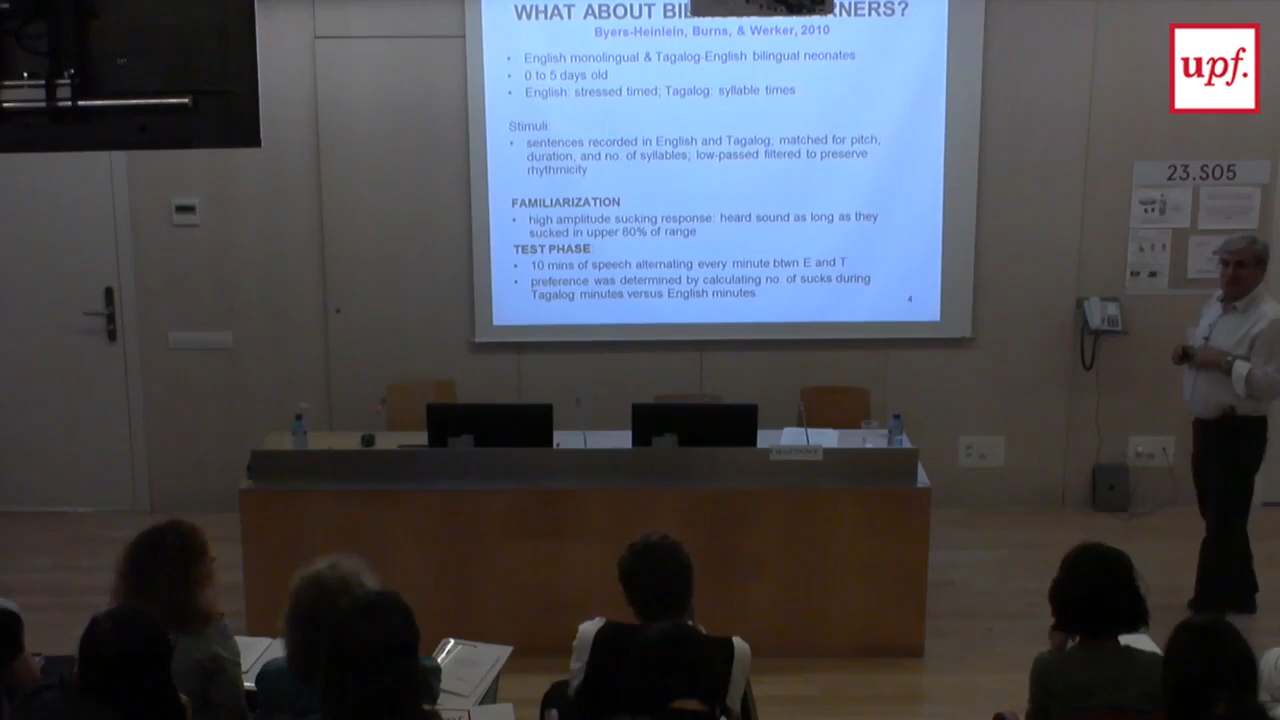 WHAT ABOUT BI
RNERS?
Byers-Heinlein, Burns, & Werker, 2010
• English monolingual & Tagalog-English bilingual neonates
• 0 to 5 days old
• English: stressed timed; Tagalog: syllable times
Stimuli:
• sentences recorded in English and Tagalog; matched for pitch,
duration, and no. of syllables; low-passed filtered to preserve
rhythmicity
FAMILIARIZATION
• high amplitude sucking response: heard sound as long as they
sucked in upper 80% of range
TEST PHASE:
• 10 mins of speech alternating every minute btwn E and T
• preference was determined by calculating no. of sucks during
Tagalog minutes versus English minutes.
4
upf.
23.S05